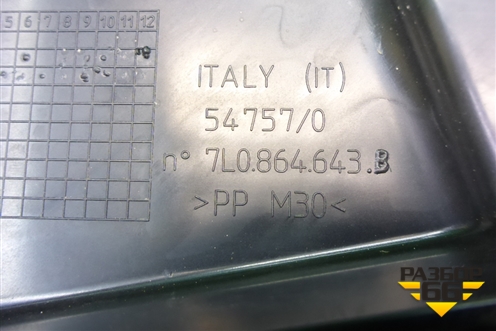 5 6 7 8 9 10 11 12
ITALY (IT)
54757/0
n° 7L0.864.643.B
>PP M30<
РАЗБОР
66